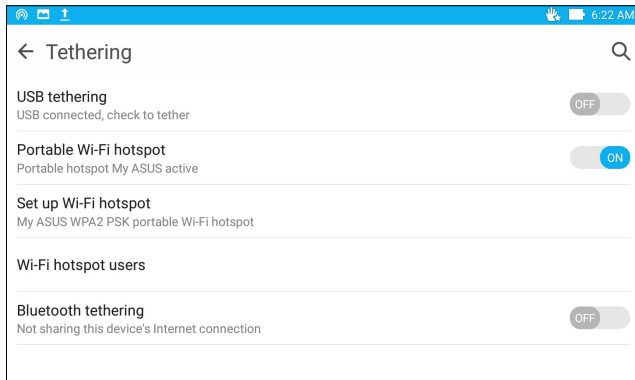 6:22 AM
Tethering
USB tethering
OFF
USB connected, check to tether
Portable Wi-Fi hotspot
ON
Portable hotspot My ASUS active
Set up Wi-Fi hotspot
My ASUS WPA2 PSK portable Wi-Fi hotspot
Wi-Fi hotspot users
Bluetooth tethering
OFF
Not sharing this device's Internet connection